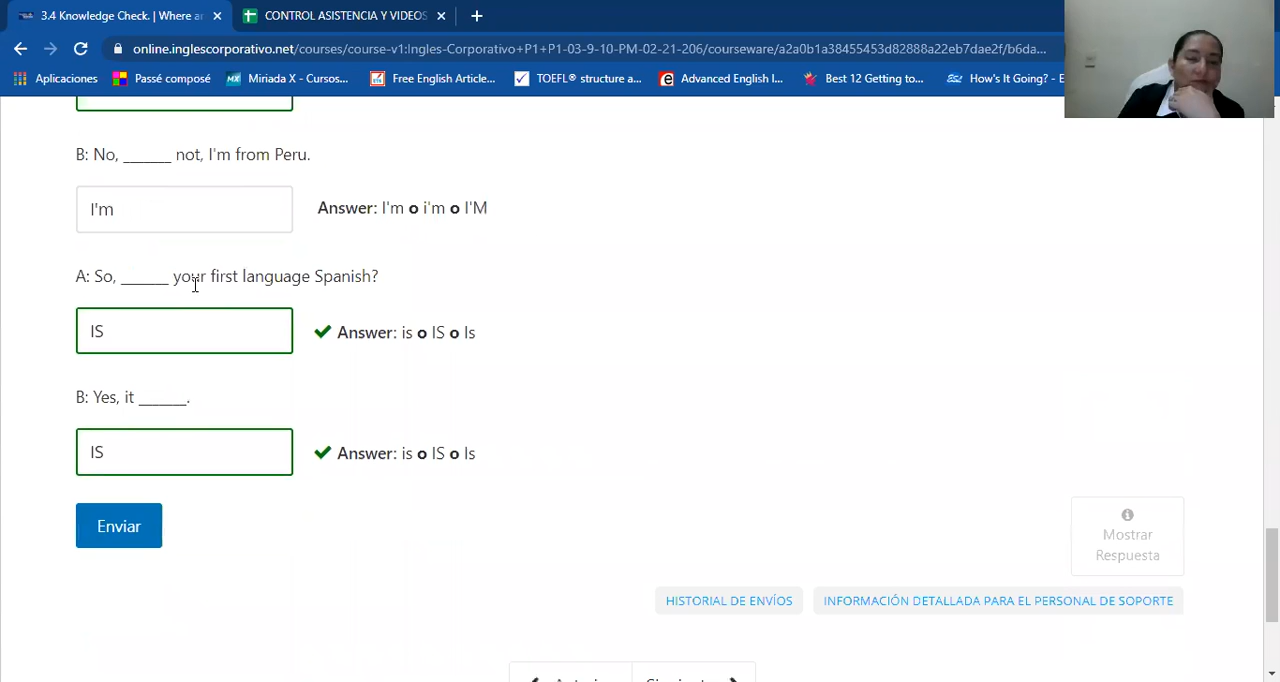 3.4 Knowledge Check. | Where ar
CONTROL ASISTENCIA Y VIDEOS
online.inglescorporativo.net/courses/course-v1:Ingles-Corporativo+P1+P1-03-9-10-PM-02-21-206/courseware/a2a0b1a38455453d82888a22eb7dae2f/b6da...
Aplicaciones
Passé composé
Miriada X - Cursos...
Free English Article...
TOEFL® structure a...
Advanced English I...
Best 12 Getting to...
How's It Going? - E
B: No, ______ not, I'm from Peru.
I'm
Answer: I'm o i'm o I'M
A: So, ______ your first language Spanish?
IS
Answer: is o IS o Is
B: Yes, it ______.
IS
Answer: is o IS o Is
Enviar
Mostrar
Respuesta
HISTORIAL DE ENVÍOS
INFORMACIÓN DETALLADA PARA EL PERSONAL DE SOPORTE